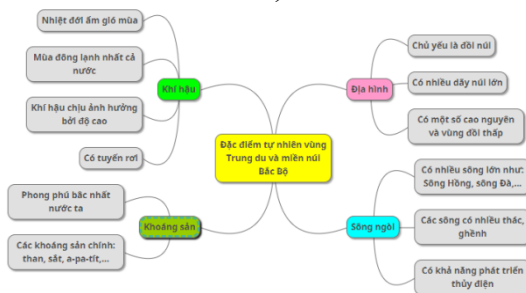 Nhiệt đới ẩm gió mùa
Mùa đông lạnh nhất cả
nước
Khí hậu chịu ảnh hưởng
bởi độ cao
Có tuyến rơi
Khí hậu
Phong phú bậc nhất
nước ta
Các khoáng sản chính:
than, sắt, a-pa-tít,...
Khoáng sản
Đặc điểm tự nhiên vùng
Trung du và miền núi
Bắc Bộ
Địa hình
Chủ yếu là đồi núi
Có nhiều dãy núi lớn
Có một số cao nguyên
và vùng đồi thấp
Sông ngòi
Có nhiều sông lớn như:
Sông Hồng, sông Đà,...
Các sông có nhiều thác,
ghềnh
Có khả năng phát triển
thủy điện